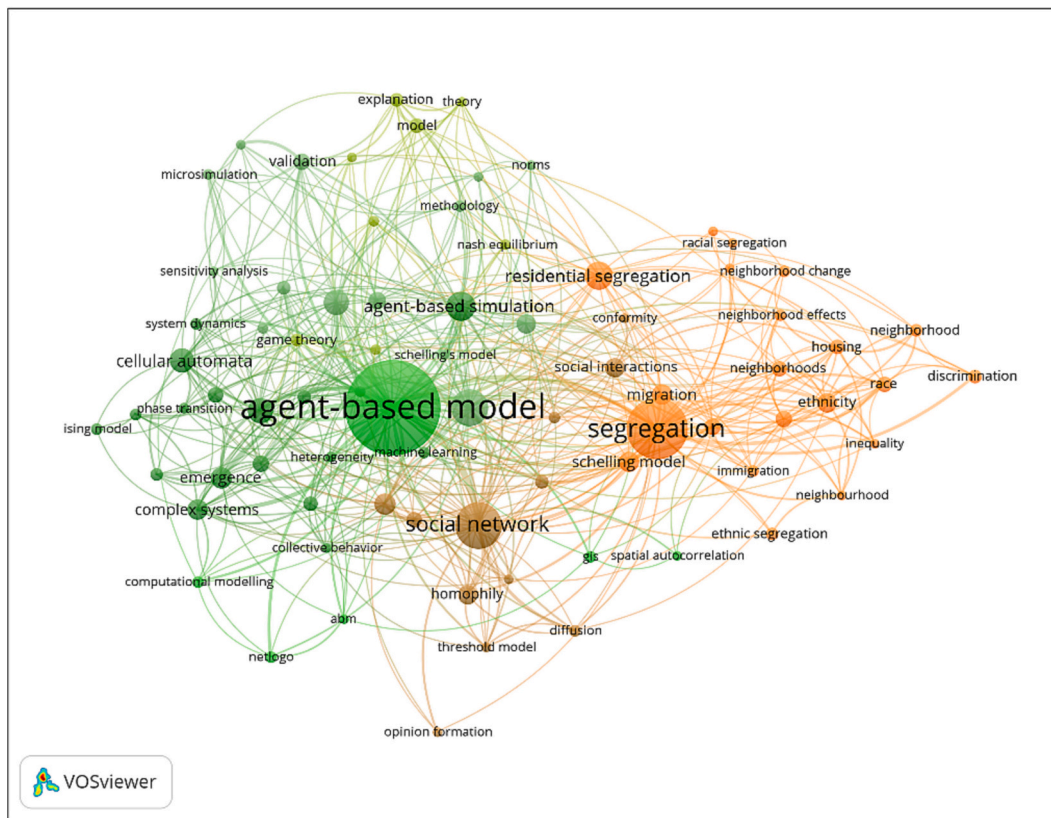 explanation
theory
model
validation
norms
microsimulation
methodology
nash equilibrium
racial segregation
sensitivity analysis
residential segregation
neighborhood change
agent-based simulation
neighborhood effects
system dynamics
conformity
neighborhood
game theory
housing
cellular automata
schelling's model
social interactions
neighborhoods
discrimination
race
migration
ethnicity
agent-based model
phase transition
ising model
segregation
inequality
machine learning
heterogeneity
schelling model
immigration
emergence
neighbourhood
complex systems
social network
ethnic segregation
collective behavior
gis
spatial autocorrelation
computational modelling
homophily
abm
diffusion
threshold model
netlogo
opinion formation
VOSviewer